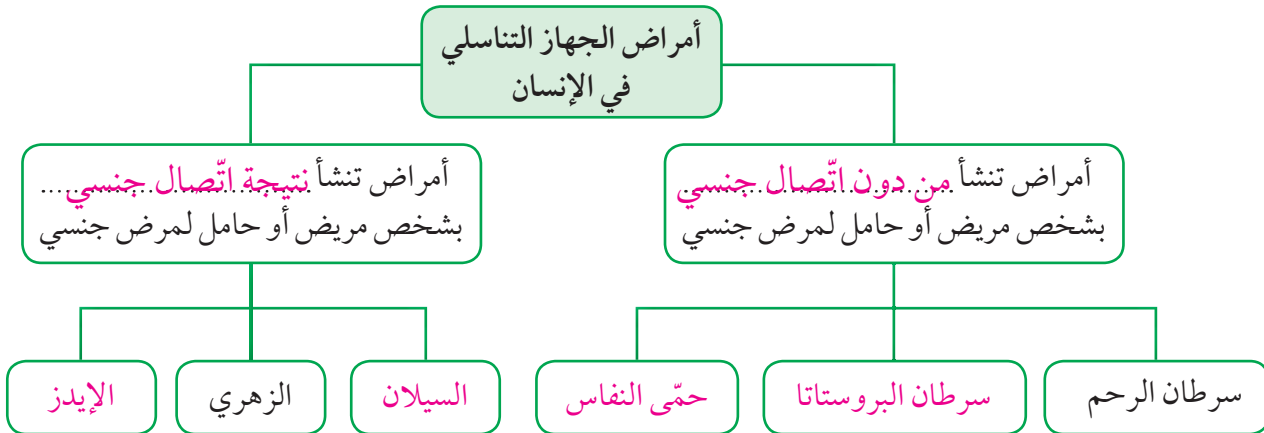 أمراض الجهاز التناسلي
في الإنسان
أمراض تنشأ من دون اتّصال جنسي
بشخص مريض أو حامل لمرض جنسي
أمراض تنشأ نتيجة اتّصال جنسي
بشخص مريض أو حامل لمرض جنسي
سرطان الرحم
سرطان البروستاتا
حمّى النفاس
السيلان
الزهري
الإيدز